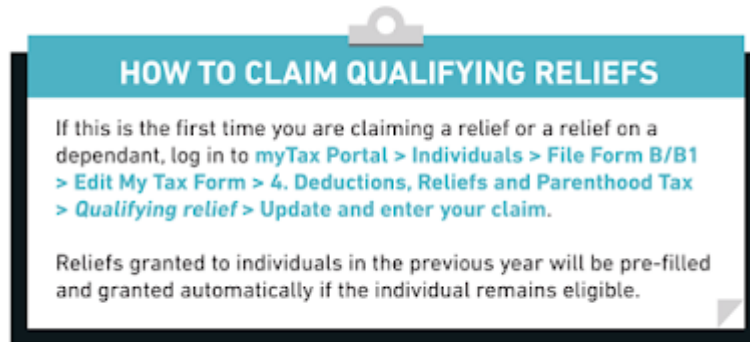 HOW TO CLAIM QUALIFYING RELIEFS
If this is the first time you are claiming a relief or a relief on a
dependant, log in to myTax Portal > Individuals > File Form B/B1
> Edit My Tax Form > 4. Deductions, Reliefs and Parenthood Tax
> Qualifying relief > Update and enter your claim.
Reliefs granted to individuals in the previous year will be pre-filled
and granted automatically if the individual remains eligible.